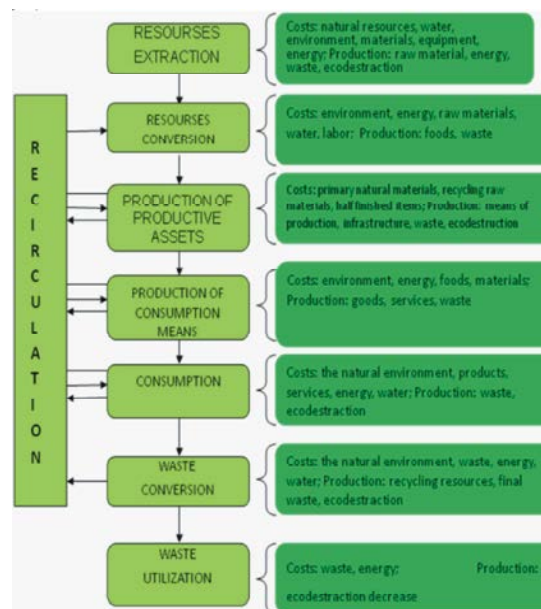 RESOURSES
EXTRACTION
Costs: natural resources, water,
environment, materials, equipment,
energy; Production: raw material, energy,
waste, ecodestraction
RECIRCULATION
RESOURSES
CONVERSION
Costs: environment, energy, raw materials,
water, labor; Production: foods, waste
PRODUCTION OF
PRODUCTIVE
ASSETS
Costs: primary natural materials, recycling raw
materials, half finished items; Production: means of
production, infrastructure, waste, ecodestruction
PRODUCTION OF
CONSUMPTION
MEANS
Costs: environment, energy, foods, materials;
Production: goods, services, waste
CONSUMPTION
Costs: the natural environment, products,
services, energy, water; Production: waste,
ecodestraction
WASTE
CONVERSION
Costs: the natural environment, waste, energy,
water; Production: recycling resources, final
waste, ecodestraction
WASTE
UTILIZATION
Costs: waste, energy; Production:
ecodestraction decrease